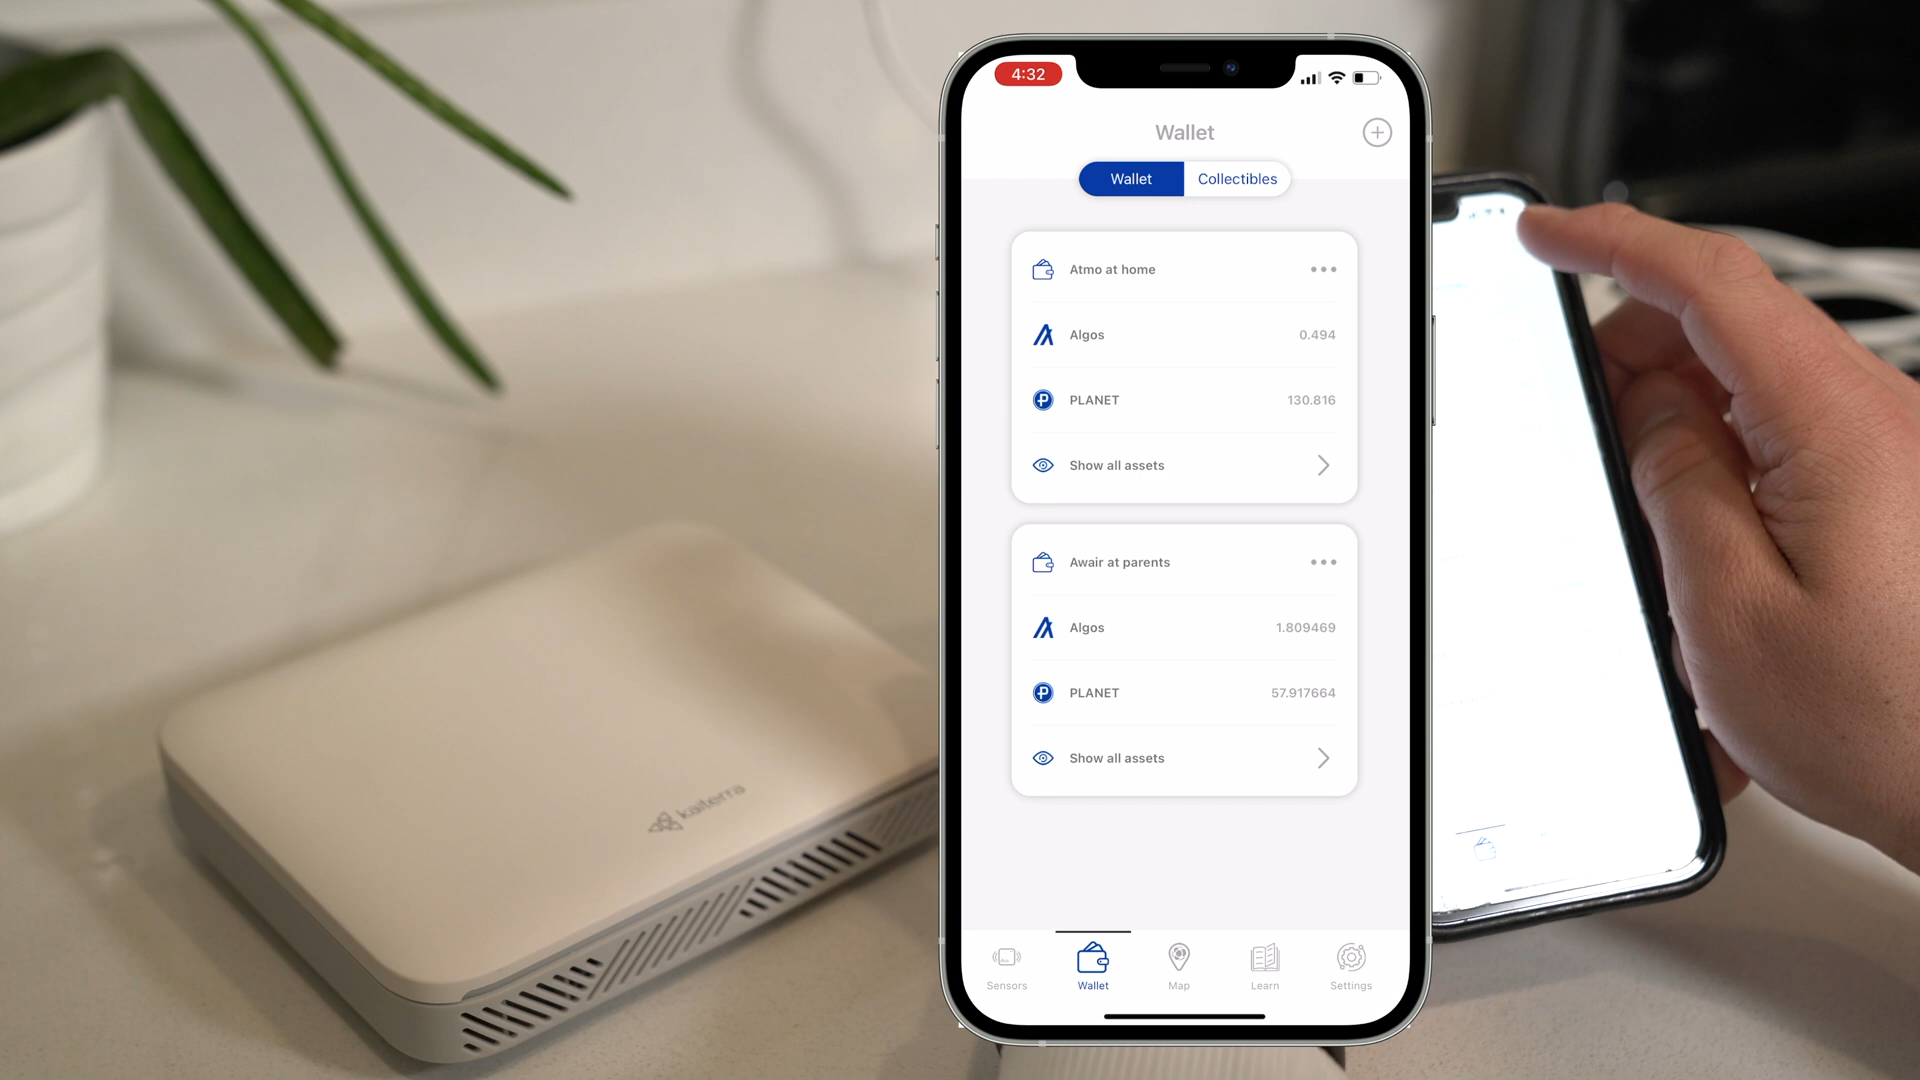 4:32
Wallet
Wallet
Collectibles
Atmo at home
Algos
0.494
PLANET
130.816
Show all assets
Awair at parents
Algos
1.809469
PLANET
57.917664
Show all assets
Sensors
Wallet
Map
Learn
Settings
kaiterra